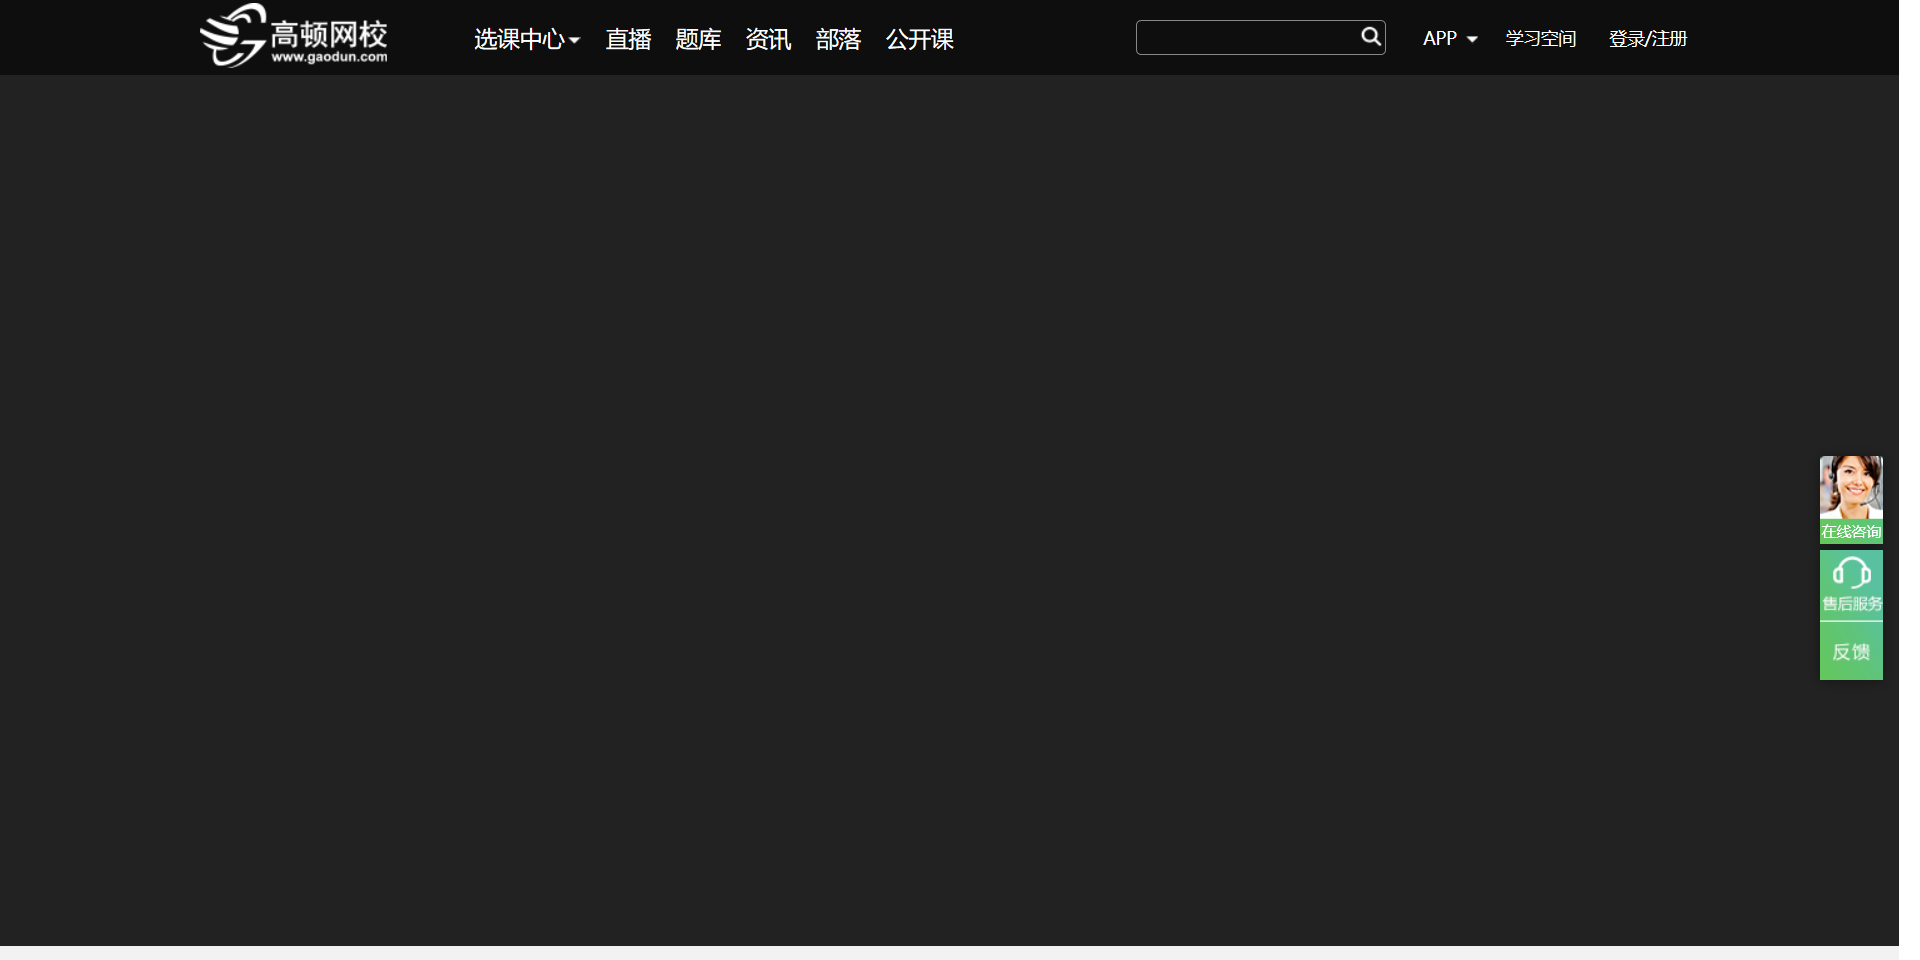 高顿网校
www.gaodun.com
选课中心 直播 题库 资讯 部落 公开课
APP 学习空间 登录/注册
在线咨询
售后服务
反馈